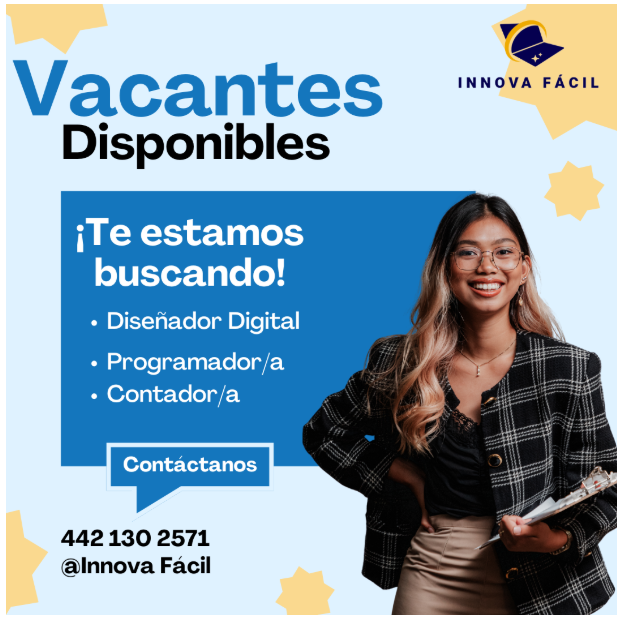 INNOVA FÁCIL
Vacantes
Disponibles
¡Te estamos
buscando!
• Diseñador Digital
• Programador/a
• Contador/a
Contáctanos
442 130 2571
@Innova Fácil